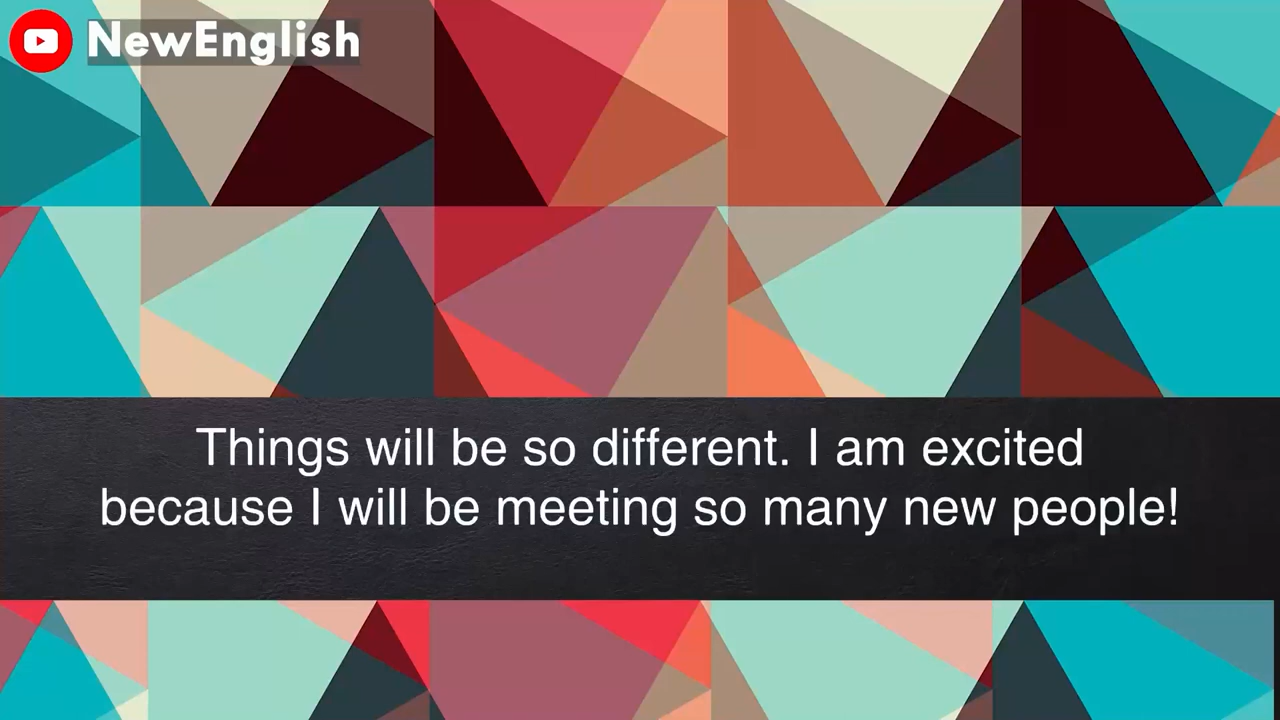 NewEnglish
Things will be so different. I am excited
because I will be meeting so many new people!